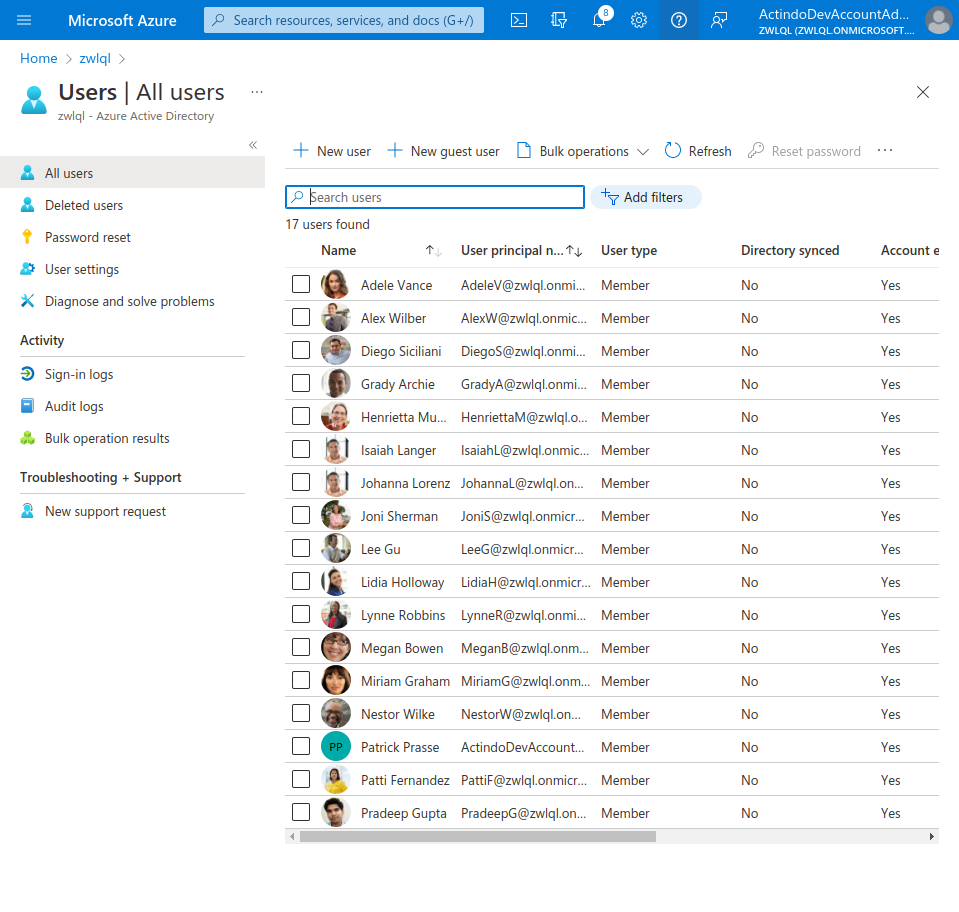 Microsoft Azure
Search resources, services, and docs (G+/)
8
ActindoDevAccountAd...
ZWLQL (ZWLQL.ONMICROSOFT....
Home > zwlql >
Users | All users ...
zwlql - Azure Active Directory
«
All users
Deleted users
Password reset
User settings
Diagnose and solve problems
Activity
Sign-in logs
Audit logs
Bulk operation results
Troubleshooting + Support
New support request
+ New user + New guest user Bulk operations Refresh Reset password ...
Search users Add filters
17 users found
Name User principal n... User type Directory synced Account e
Adele Vance AdeleV@zwlql.onmi... Member No Yes
Alex Wilber AlexW@zwlql.onmic... Member No Yes
Diego Siciliani DiegoS@zwlql.onmi... Member No Yes
Grady Archie GradyA@zwlql.onmi... Member No Yes
Henrietta Mu... HenriettaM@zwlql.o... Member No Yes
Isaiah Langer IsaiahL@zwlql.onmic... Member No Yes
Johanna Lorenz JohannaL@zwlql.on... Member No Yes
Joni Sherman JoniS@zwlql.onmicr... Member No Yes
Lee Gu LeeG@zwlql.onmicr... Member No Yes
Lidia Holloway LidiaH@zwlql.onmicr... Member No Yes
Lynne Robbins LynneR@zwlql.onmi... Member No Yes
Megan Bowen MeganB@zwlql.onm... Member No Yes
Miriam Graham MiriamG@zwlql.onm... Member No Yes
Nestor Wilke NestorW@zwlql.on... Member No Yes
PP Patrick Prasse ActindoDevAccount... Member No Yes
Patti Fernandez PattiF@zwlql.onmicr... Member No Yes
Pradeep Gupta PradeepG@zwlql.on... Member No Yes